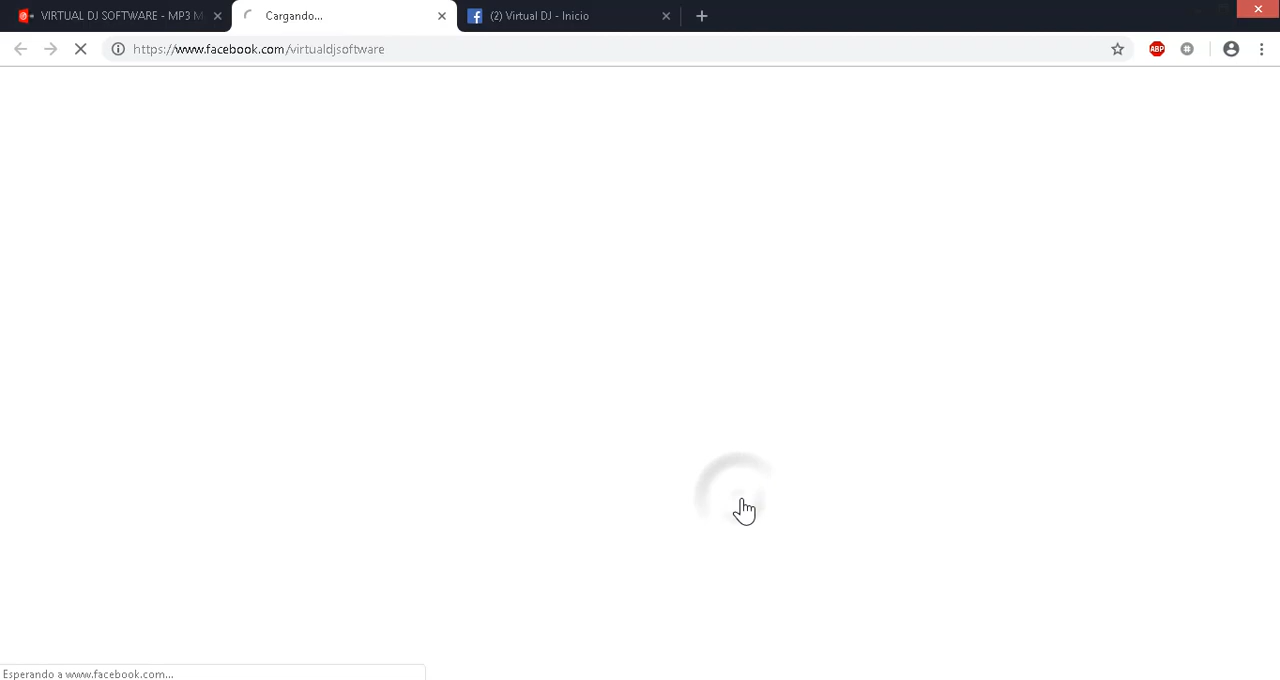 VIRTUAL DJ SOFTWARE - MP3 M
Cargando...
(2) Virtual DJ - Inicio
https://www.facebook.com/virtualdjsoftware
ABP
Esperando a www.facebook.com...